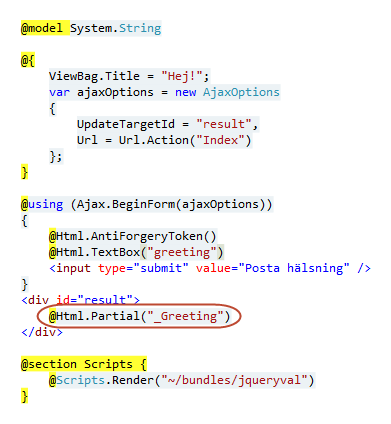 @model System.String
@{
ViewBag.Title = "Hej!";
var ajaxOptions = new AjaxOptions
{
UpdateTargetId = "result",
Url = Url.Action("Index")
};
}
@using (Ajax.BeginForm(ajaxOptions))
{
@Html.AntiForgeryToken()
@Html.TextBox("greeting")
<input type="submit" value="Posta hälsning" />
}
<div id="result">
@Html.Partial("_Greeting")
</div>
@section Scripts {
@Scripts.Render("~/bundles/jqueryval")
}